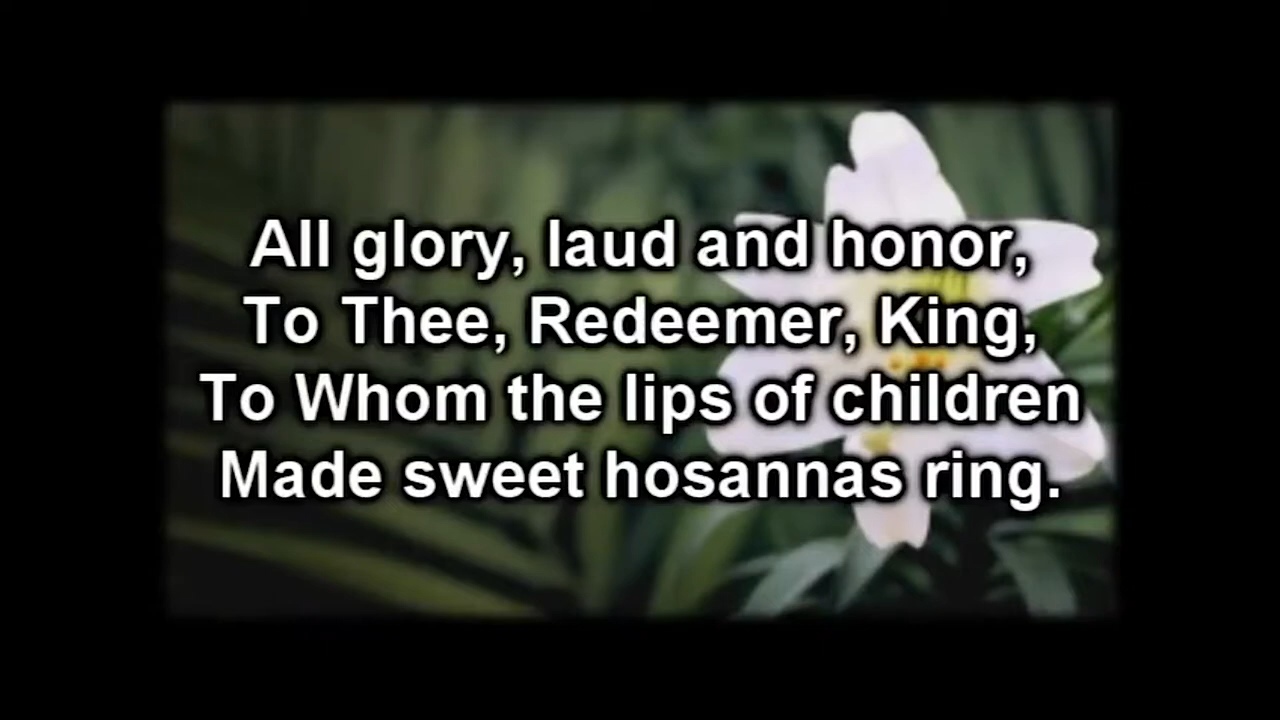 All glory, laud and honor,
To Thee, Redeemer, King,
To Whom the lips of children
Made sweet hosannas ring.